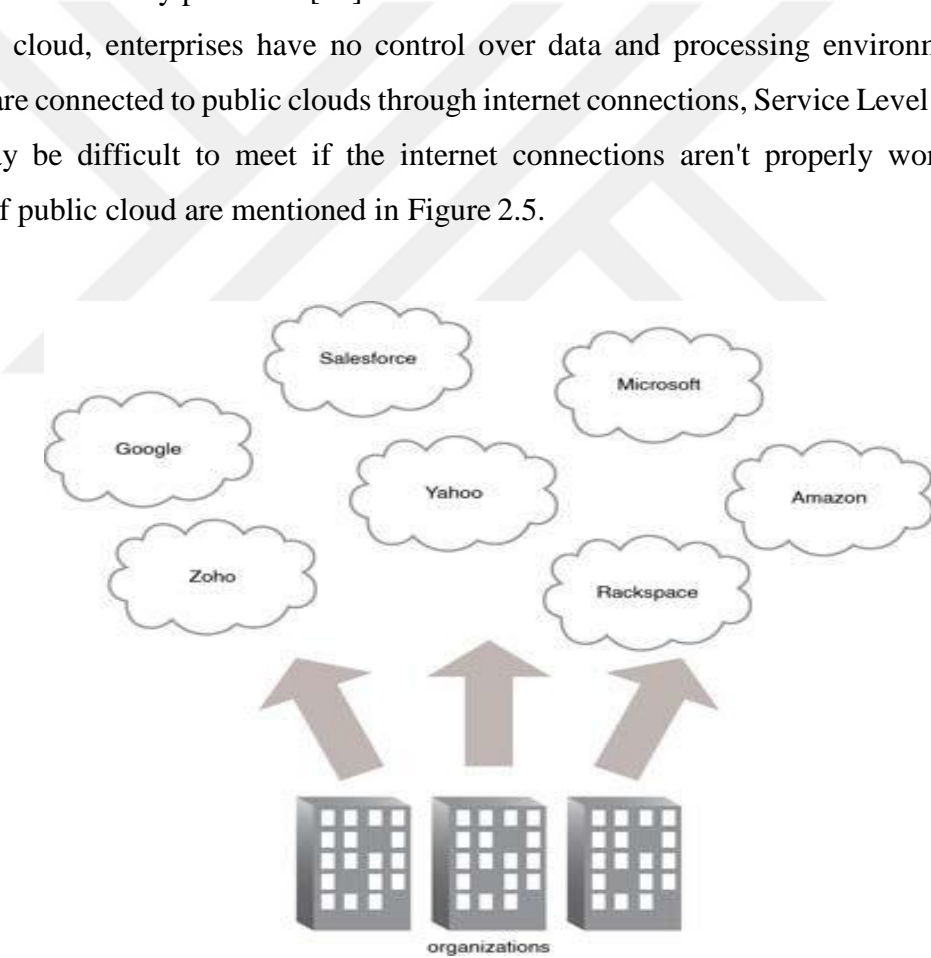 cloud, enterprises have no control over data and processing
are connected to public clouds through internet connections, Service Level
be difficult to meet if the internet connections aren't properly
public cloud are mentioned in Figure 2.5.
Salesforce
Microsoft
Google
Yahoo
Amazon
Zoho
Rackspace
organizations